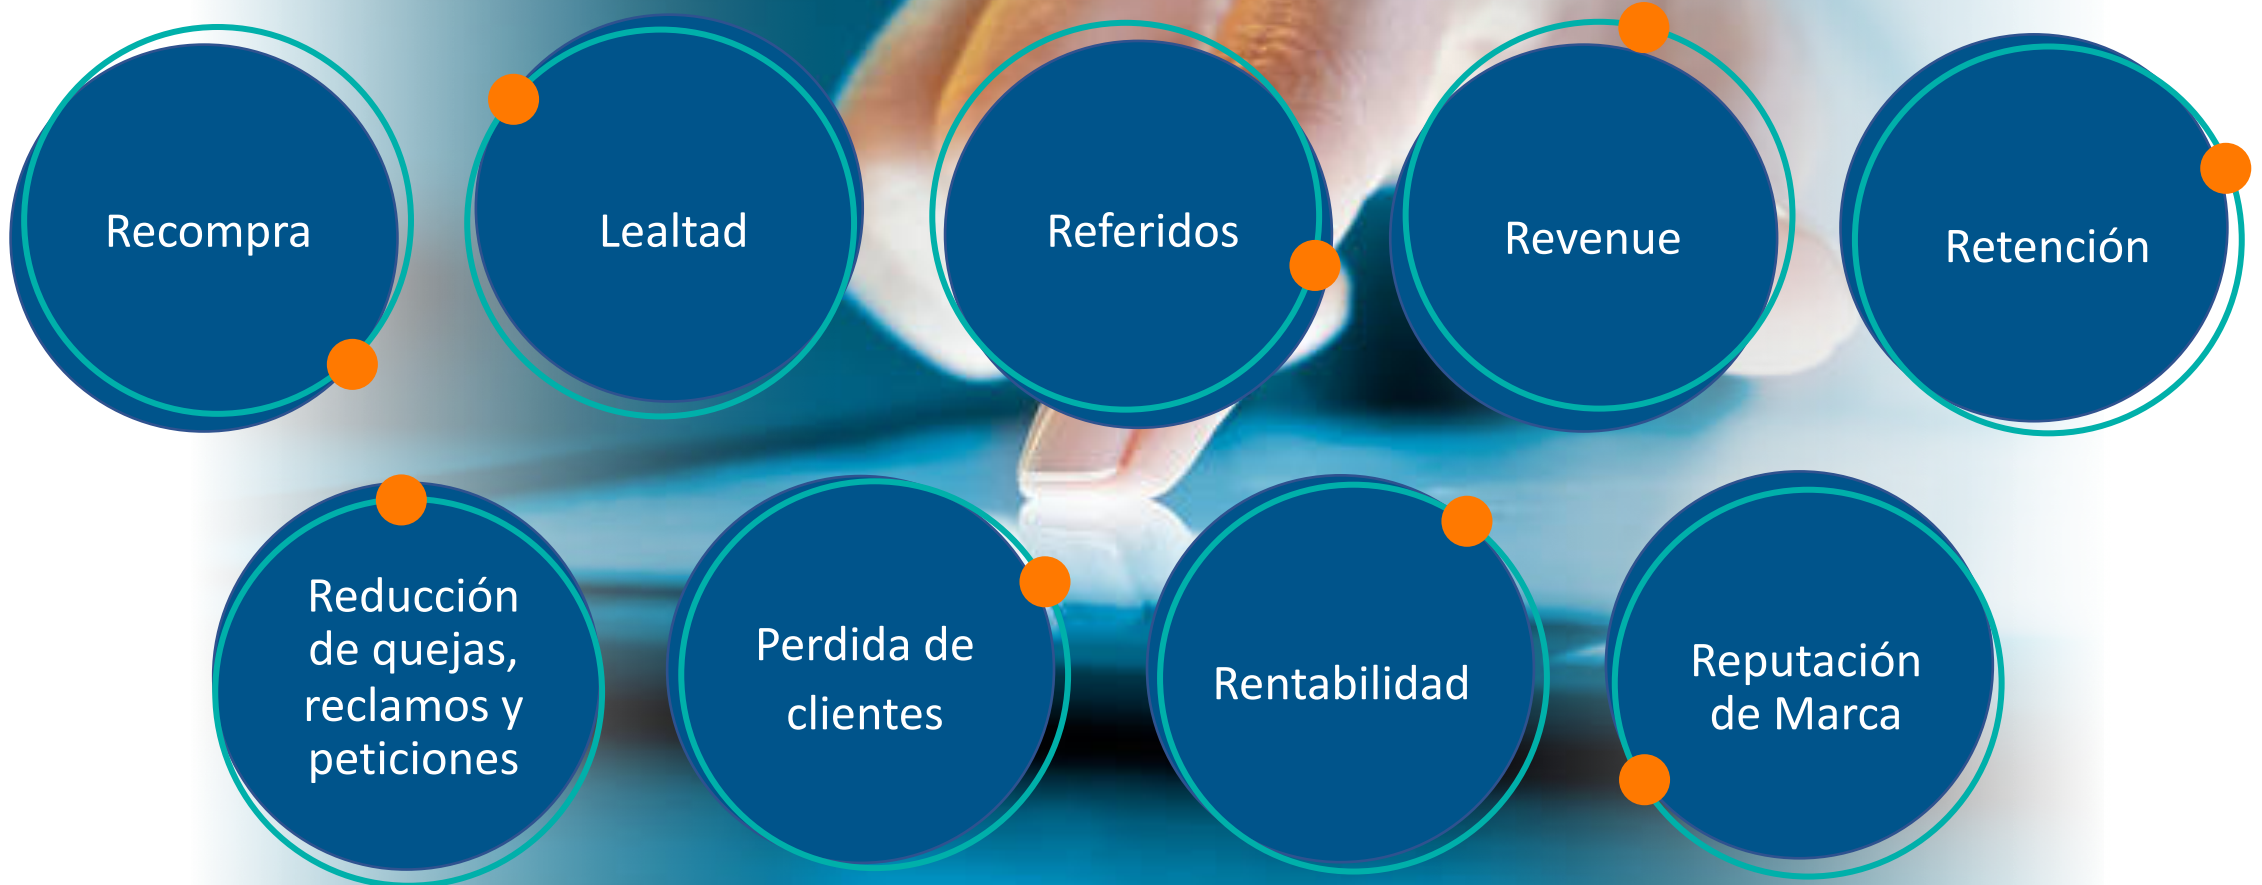 Recompra
Lealtad
Referidos
Revenue
Retención
Reducción
de quejas,
reclamos y
peticiones
Perdida de
clientes
Rentabilidad
Reputación
de Marca